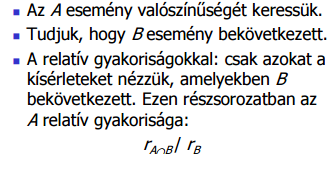 ▪ Az A esemény valószínűségét keressük.
▪ Tudjuk, hogy B esemény bekövetkezett.
▪ A relatív gyakoriságokkal: csak azokat a
kísérleteket nézzük, amelyekben B
bekövetkezett. Ezen részsorozatban az
A relatív gyakorisága:
r_{A∩B} / r_B